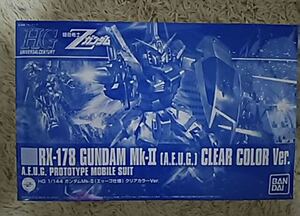 HG
UNIVERSAL CENTURY
機動戦士Ζガンダム
RX-178 GUNDAM Mk-II (A.E.U.G.) CLEAR COLOR Ver.
A.E.U.G. PROTOTYPE MOBILE SUIT
HG 1/144 ガンダムMk-II (エゥーゴ仕様) クリアカラーVer.
BANDAI